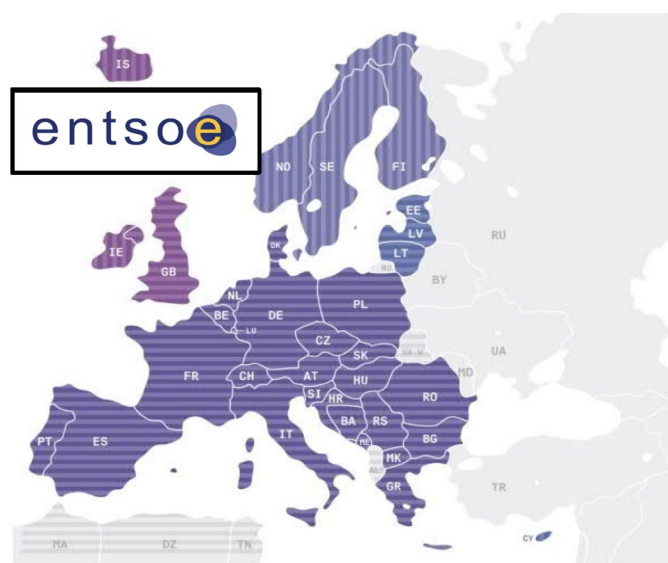 IS
entsoe
NO
SE
FI
EE
LV
LT
RU
RU
BY
IE
GB
DK
NL
BE
LU
DE
PL
CZ
SK
UA-W
UA
MD
FR
CH
AT
HU
SI
HR
RO
BA
RS
IT
ME
BG
MK
AL
GR
PT
ES
TR
CY
MA
DZ
TN